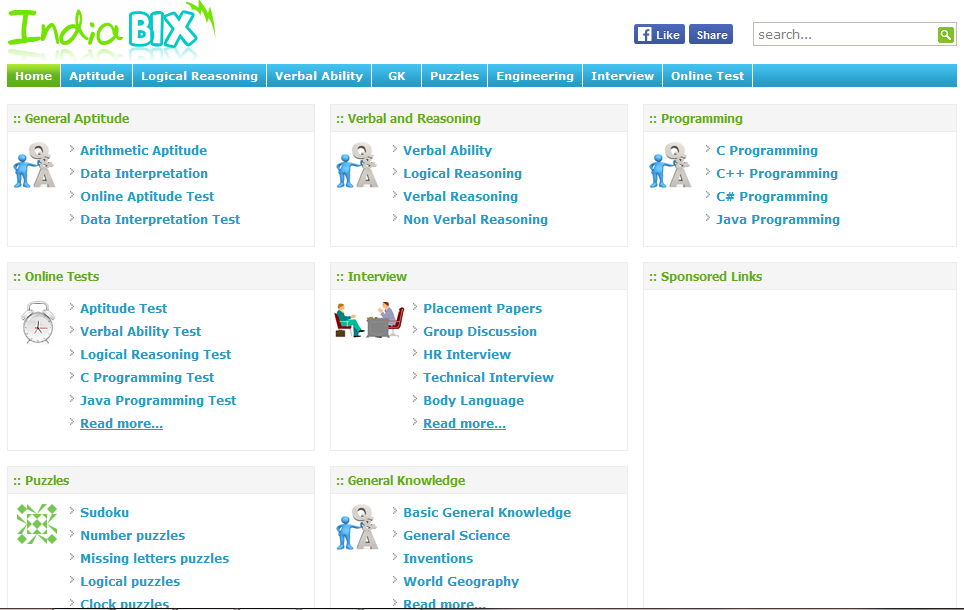 India BIX
Like Share
search...
Home Aptitude Logical Reasoning Verbal Ability GK Puzzles Engineering Interview Online Test
:: General Aptitude
Arithmetic Aptitude
Data Interpretation
Online Aptitude Test
Data Interpretation Test
:: Verbal and Reasoning
Verbal Ability
Logical Reasoning
Verbal Reasoning
Non Verbal Reasoning
:: Programming
C Programming
C++ Programming
C# Programming
Java Programming
:: Online Tests
Aptitude Test
Verbal Ability Test
Logical Reasoning Test
C Programming Test
Java Programming Test
Read more...
:: Interview
Placement Papers
Group Discussion
HR Interview
Technical Interview
Body Language
Read more...
:: Sponsored Links
:: Puzzles
Sudoku
Number puzzles
Missing letters puzzles
Logical puzzles
Clock puzzles
:: General Knowledge
Basic General Knowledge
General Science
Inventions
World Geography
Read more...